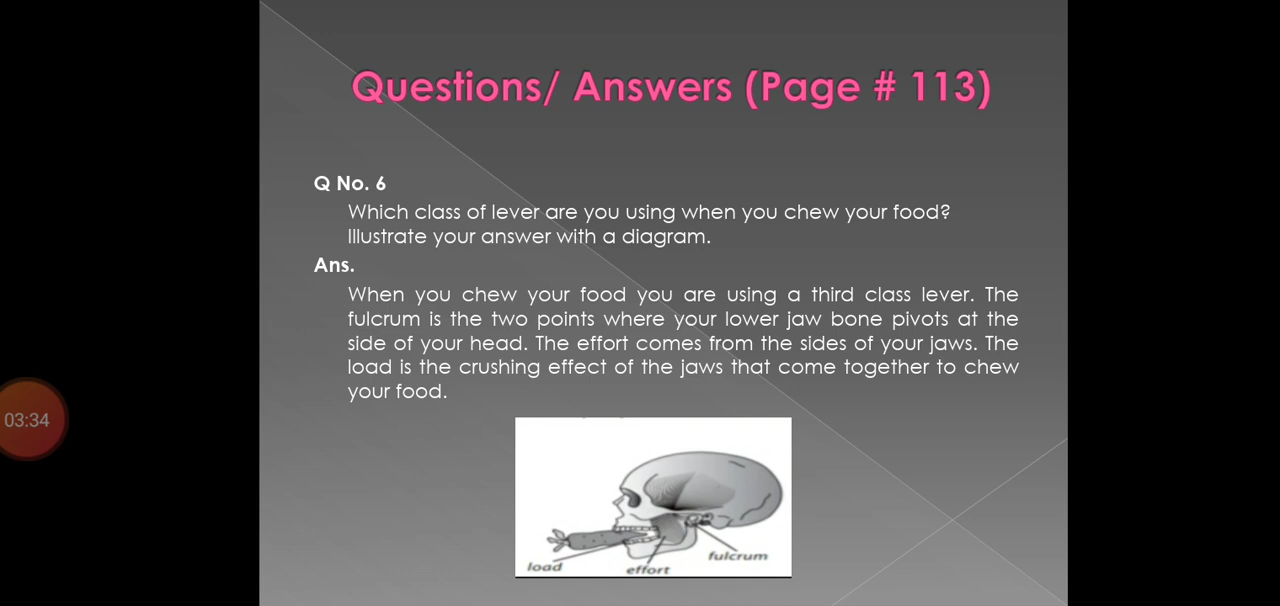 Questions/ Answers (Page # 113)
Q No. 6
Which class of lever are you using when you chew your food?
Illustrate your answer with a diagram.
Ans.
When you chew your food you are using a third class lever. The
fulcrum is the two points where your lower jaw bone pivots at the
side of your head. The effort comes from the sides of your jaws. The
load is the crushing effect of the jaws that come together to chew
your food.
03:34
load
effort
fulcrum